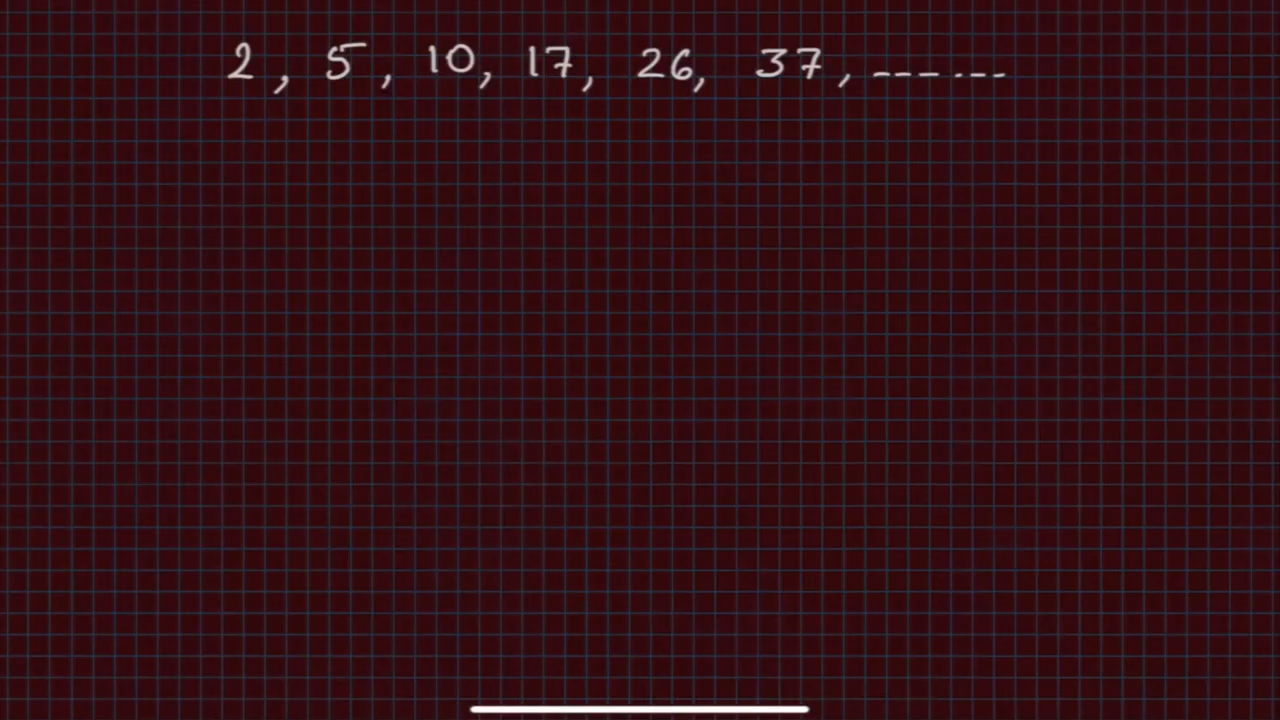 2, 5, 10, 17, 26, 37, ------